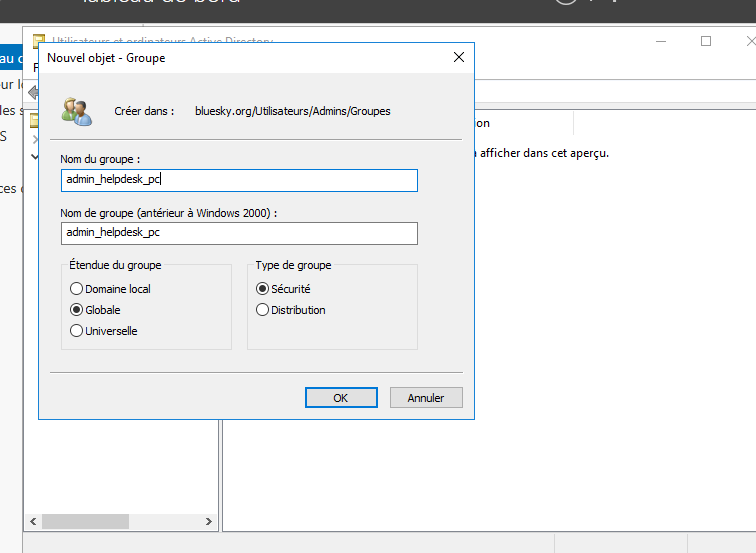 Utilisateurs et ordinateurs Active Directory
Nouvel objet - Groupe
Créer dans :
bluesky.org/Utilisateurs/Admins/Groupes
Nom du groupe :
admin_helpdesk_pc
Nom de groupe (antérieur à Windows 2000) :
admin_helpdesk_pc
Étendue du groupe
Type de groupe
Domaine local
Sécurité
Globale
Distribution
Universelle
OK
Annuler
afficher dans cet aperçu.